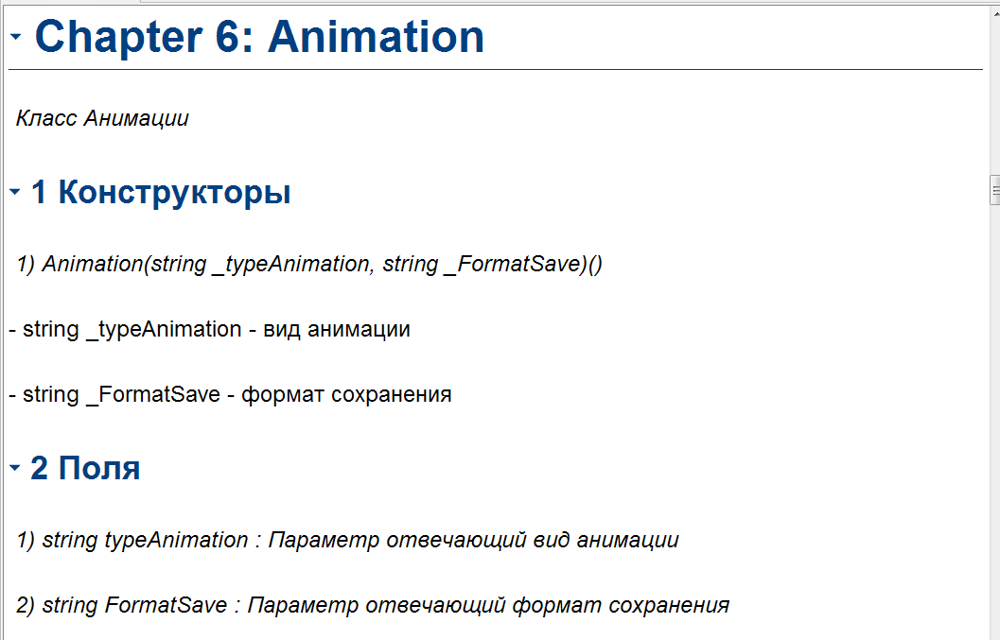 Chapter 6: Animation
Класс Анимации
1 Конструкторы
1) Animation(string _typeAnimation, string _FormatSave)()
- string _typeAnimation - вид анимации
- string _FormatSave - формат сохранения
2 Поля
1) string typeAnimation : Параметр отвечающий вид анимации
2) string FormatSave : Параметр отвечающий формат сохранения